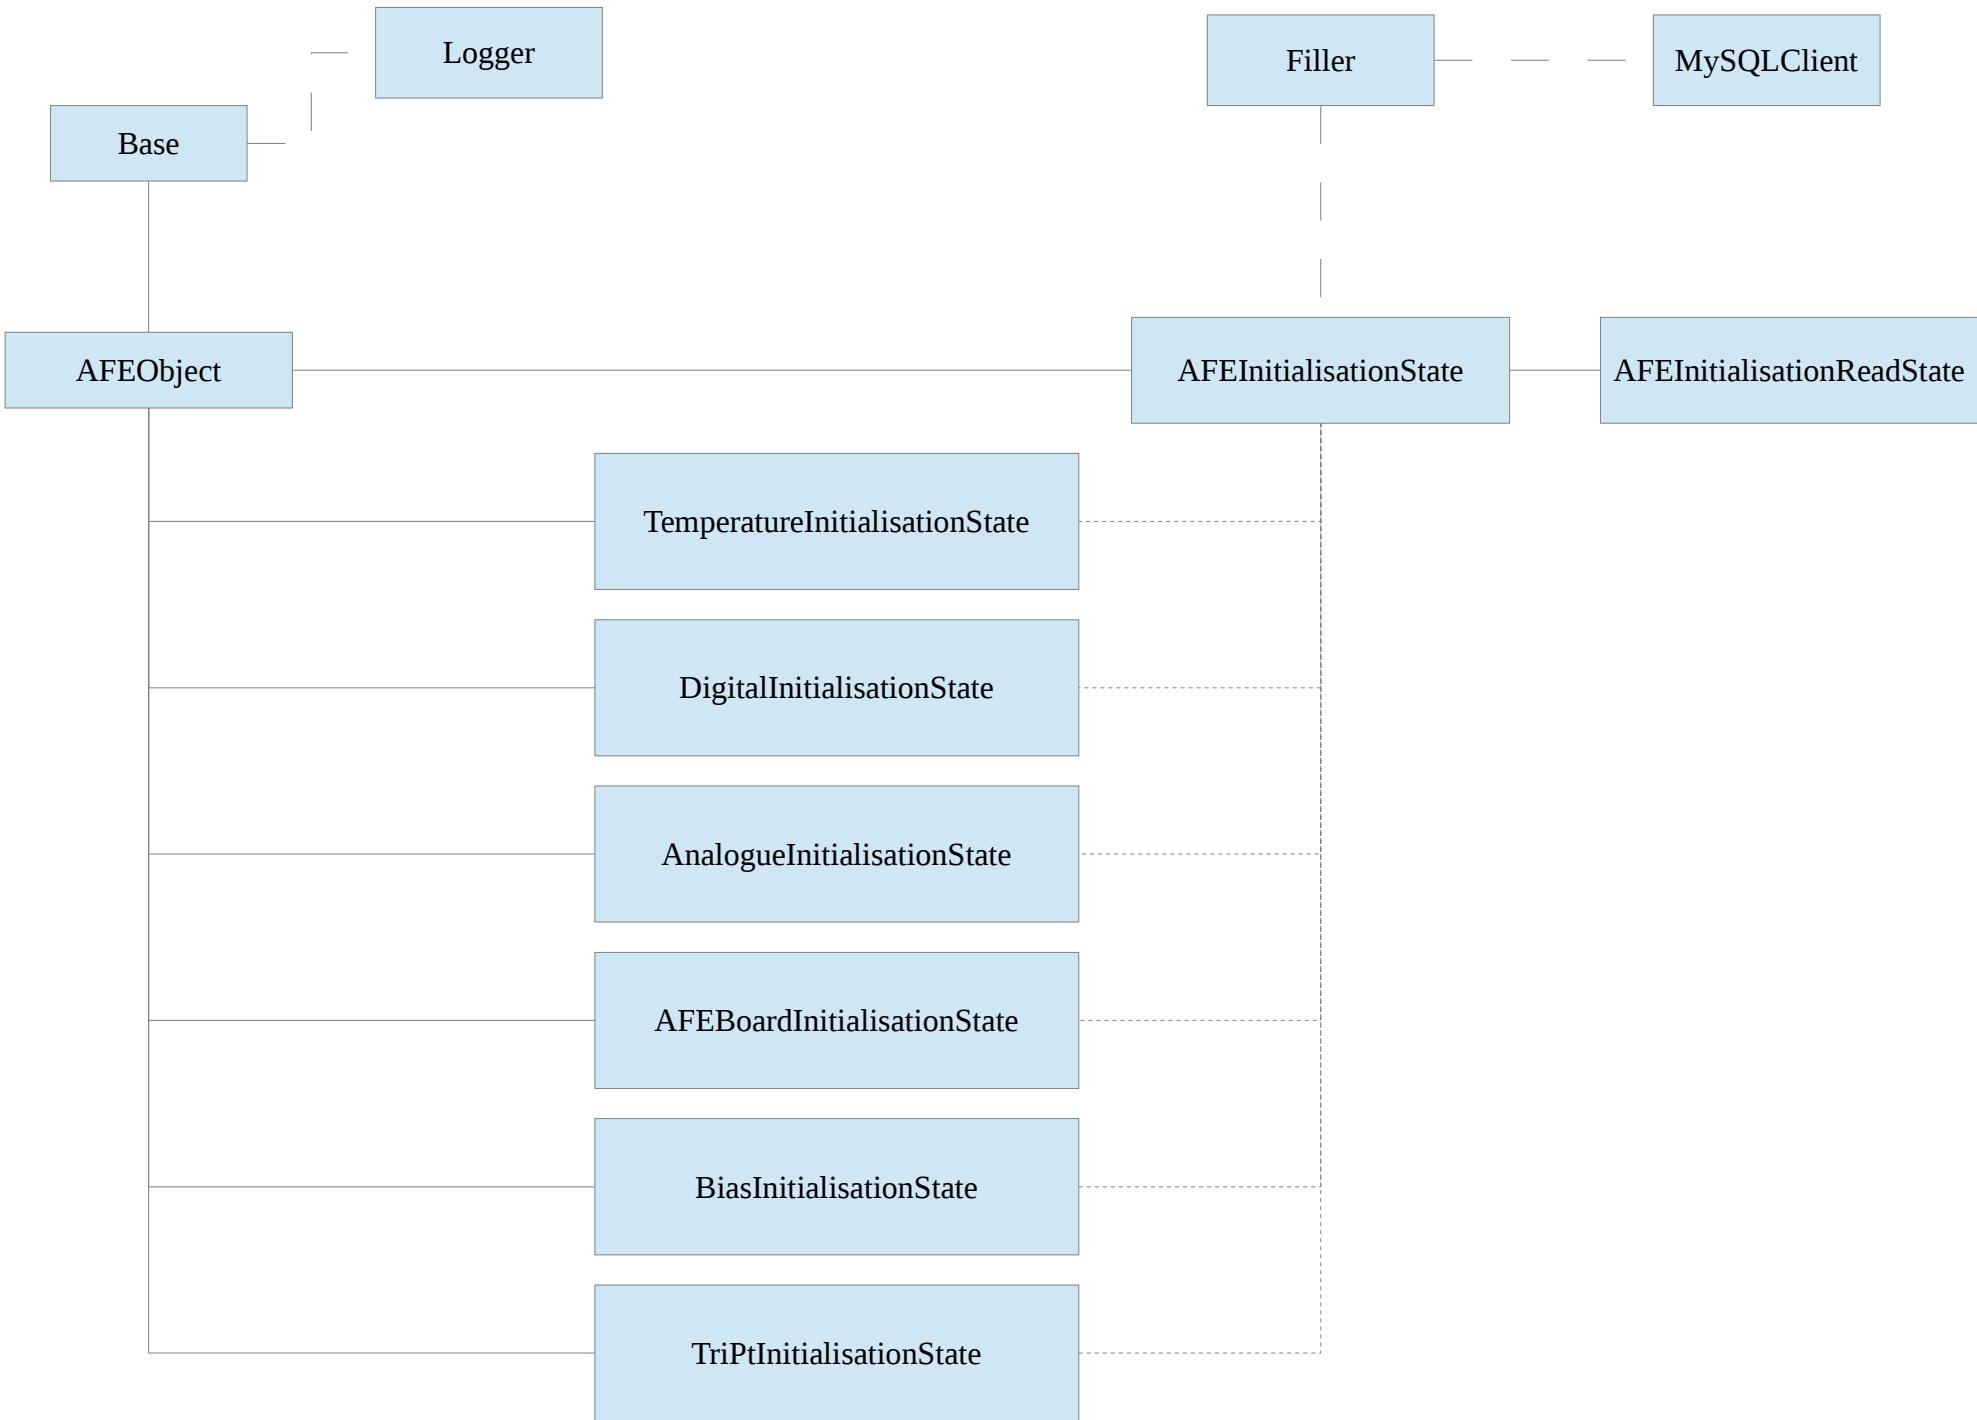 Logger
Filler
MySQLClient
Base
AFEObject
AFEInitialisationState
AFEInitialisationReadState
TemperatureInitialisationState
DigitalInitialisationState
AnalogueInitialisationState
AFEBoardInitialisationState
BiasInitialisationState
TriPtInitialisationState